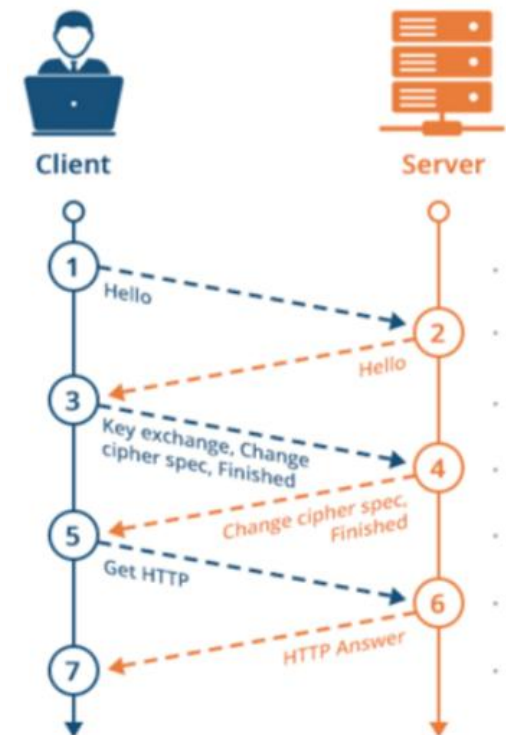 Client
Server
1
Hello
2
Hello
3
Key exchange, Change
cipher spec, Finished
4
Change cipher spec,
Finished
5
Get HTTP
6
HTTP Answer
7